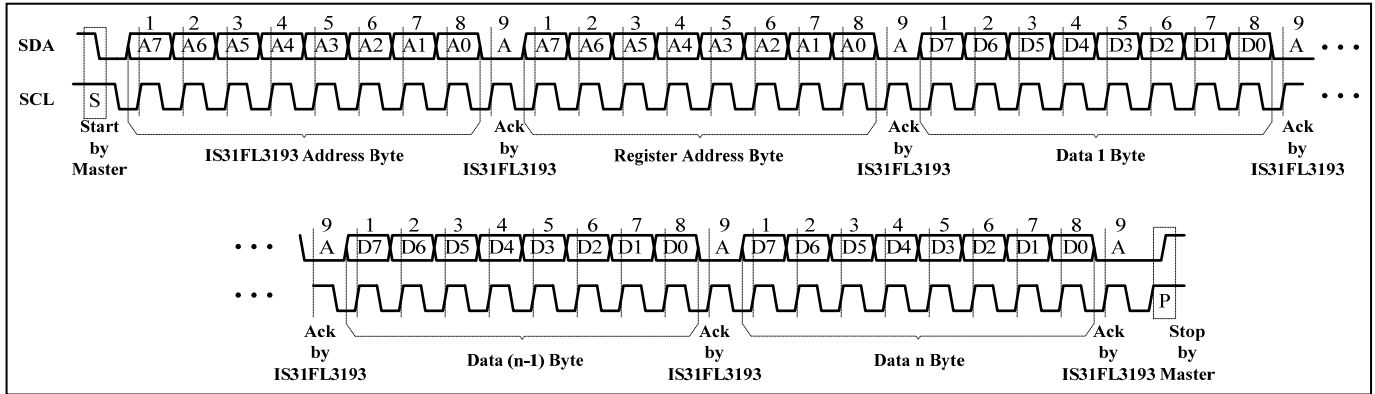 1 2 3 4 5 6 7 8 9 1 2 3 4 5 6 7 8 9 1 2 3 4 5 6 7 8 9
SDA A7 A6 A5 A4 A3 A2 A1 A0 A A7 A6 A5 A4 A3 A2 A1 A0 A D7 D6 D5 D4 D3 D2 D1 D0 A • • •
SCL S • • •
Start by Master
IS31FL3193 Address Byte
Ack by IS31FL3193
Register Address Byte
Ack by IS31FL3193
Data 1 Byte
Ack by IS31FL3193
9 1 2 3 4 5 6 7 8 9 1 2 3 4 5 6 7 8 9
• • • A D7 D6 D5 D4 D3 D2 D1 D0 A D7 D6 D5 D4 D3 D2 D1 D0 A
• • • P
Ack by IS31FL3193
Data (n-1) Byte
Ack by IS31FL3193
Data n Byte
Ack by IS31FL3193
Stop by Master